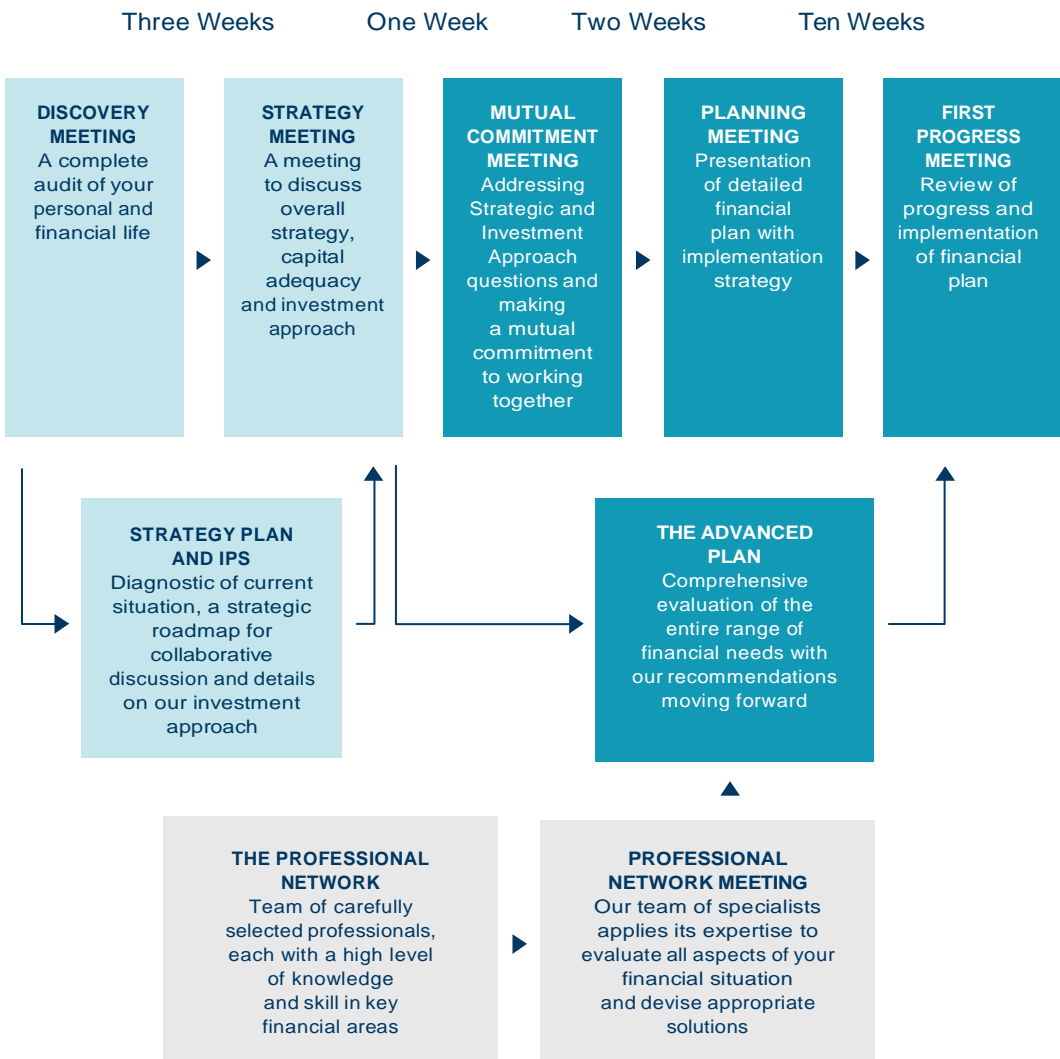 Three Weeks
One Week
Two Weeks
Ten Weeks
DISCOVERY
MEETING
A complete
audit of your
personal and
financial life
STRATEGY
MEETING
A meeting
to discuss
overall
strategy,
capital
adequacy
and investment
approach
MUTUAL
COMMITMENT
MEETING
Addressing
Strategic and
Investment
Approach
questions and
making
a mutual
commitment
to working
together
PLANNING
MEETING
Presentation
of detailed
financial
plan with
implementation
strategy
FIRST
PROGRESS
MEETING
Review of
progress and
implementation
of financial
plan
STRATEGY PLAN
AND IPS
Diagnostic of current
situation, a strategic
roadmap for
collaborative
discussion and details
on our investment
approach
THE ADVANCED
PLAN
Comprehensive
evaluation of the
entire range of
financial needs with
our recommendations
moving forward
THE PROFESSIONAL
NETWORK
Team of carefully
selected professionals,
each with a high level
of knowledge
and skill in key
financial areas
PROFESSIONAL
NETWORK MEETING
Our team of specialists
applies its expertise to
evaluate all aspects of your
financial situation
and devise appropriate
solutions